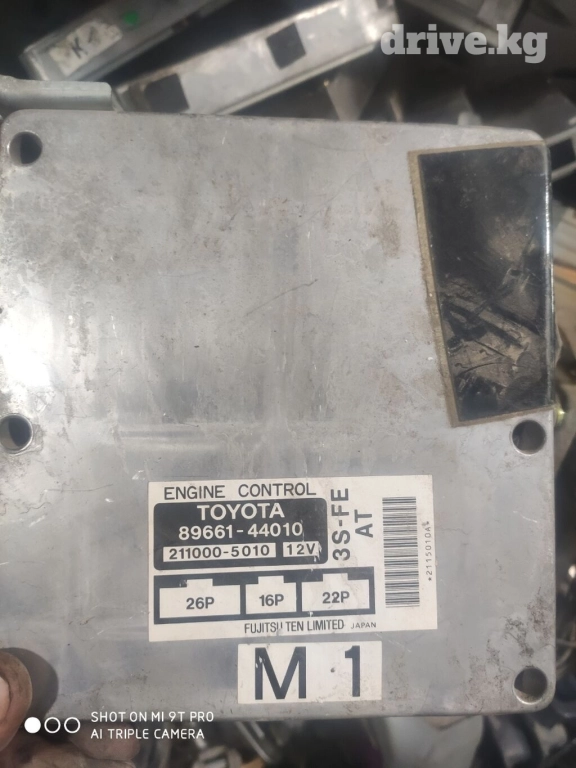 drive.kg
K
ENGINE CONTROL
TOYOTA
89661-44010
211000-5010 12V
3S-FE
AT
*2115010A*
26P 16P 22P
FUJITSU TEN LIMITED JAPAN
M 1
SHOT ON MI 9T PRO
AI TRIPLE CAMERA